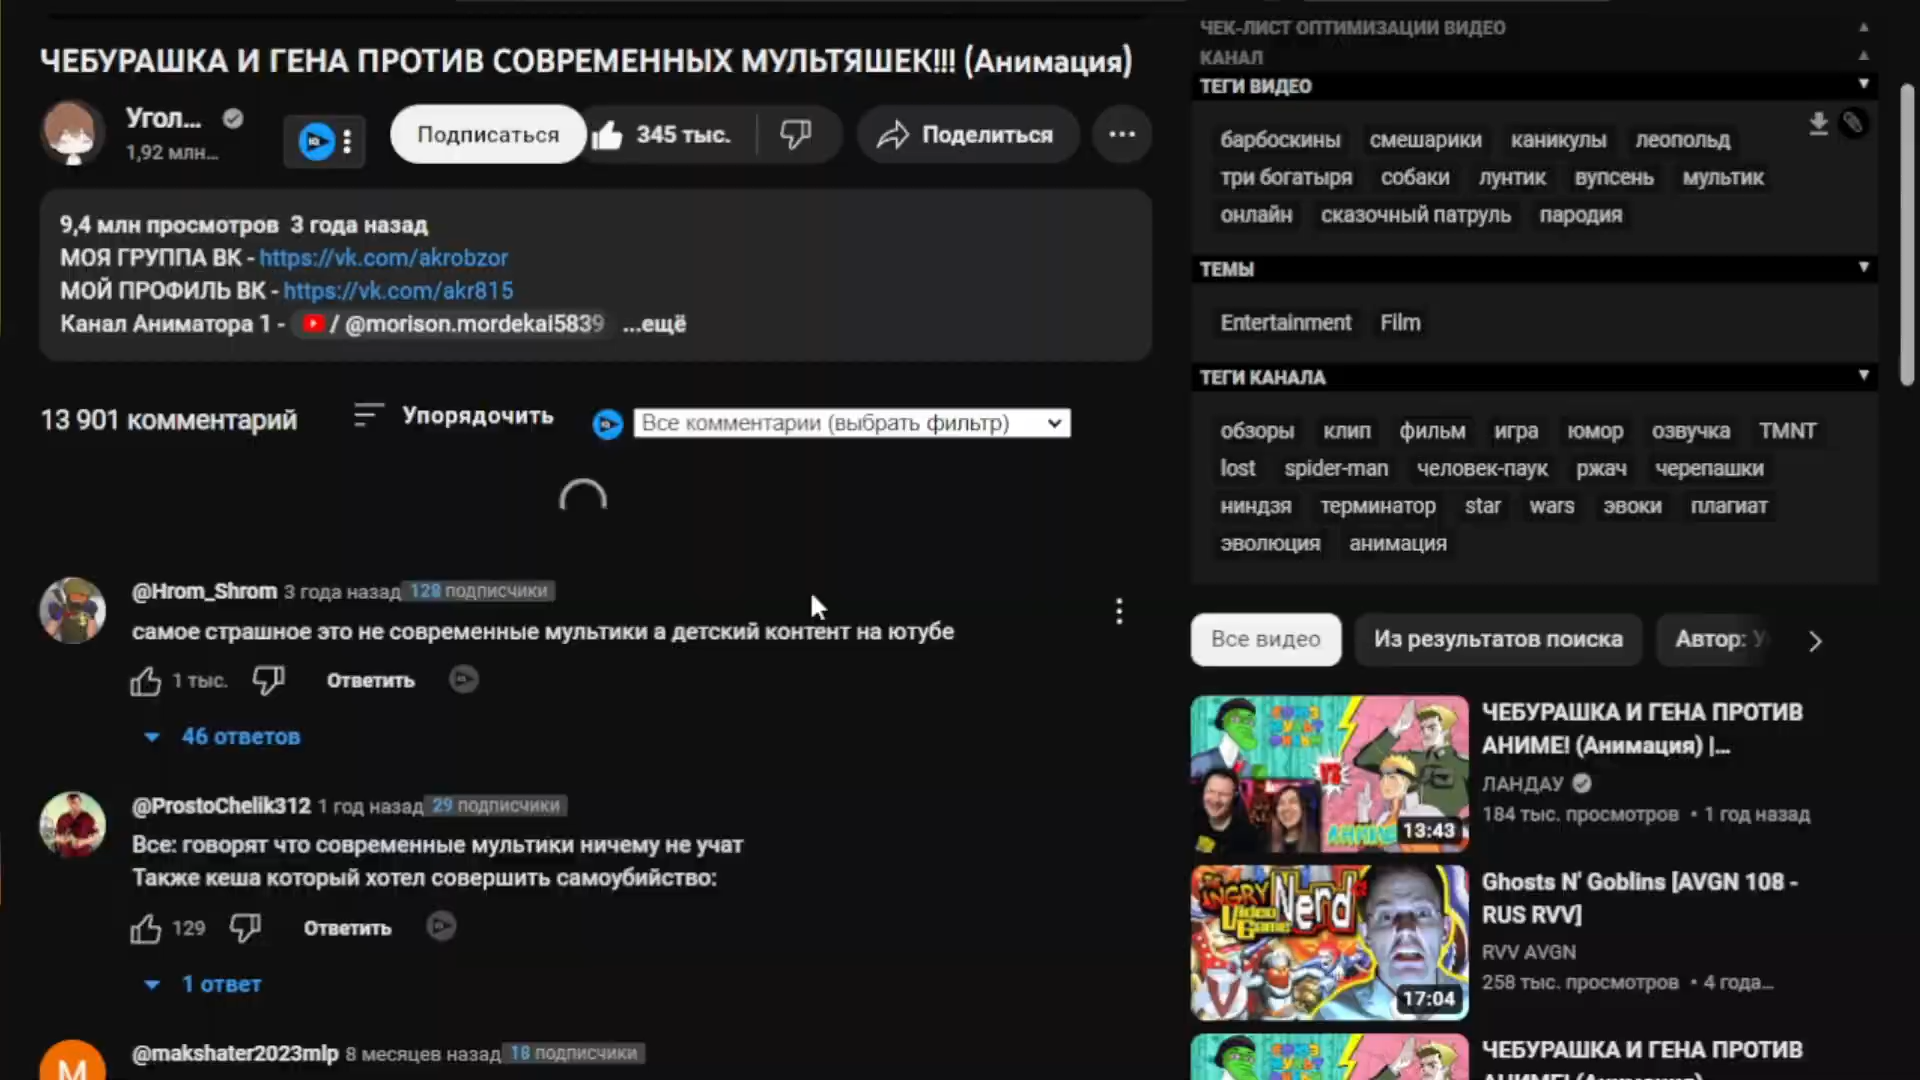 ЧЕБУРАШКА И ГЕНА ПРОТИВ СОВРЕМЕННЫХ МУЛЬТЯШЕК!!! (Анимация)
Угол...
1,92 млн...
Подписаться
345 тыс.
Поделиться
9,4 млн просмотров 3 года назад
МОЯ ГРУППА ВК - https://vk.com/akrobzor
МОЙ ПРОФИЛЬ ВК - https://vk.com/akr815
Канал Аниматора 1 - / @morison.mordekai5839 ...ещё
13 901 комментарий
Упорядочить
Все комментарии (выбрать фильтр)
@Hrom_Shrom 3 года назад 128 подписчики
самое страшное это не современные мультики а детский контент на ютубе
1 тыс.
Ответить
46 ответов
@ProstoChelik312 1 год назад 29 подписчики
Все: говорят что современные мультики ничему не учат
Также кеша который хотел совершить самоубийство:
129
Ответить
1 ответ
M
@makshater2023mlp 8 месяцев назад 18 подписчики
ЧЕК-ЛИСТ ОПТИМИЗАЦИИ ВИДЕО
КАНАЛ
ТЕГИ ВИДЕО
барбоскины смешарики каникулы леопольд
три богатыря собаки лунтик вупсень мультик
онлайн сказочный патруль пародия
ТЕМЫ
Entertainment Film
ТЕГИ КАНАЛА
обзоры клип фильм игра юмор озвучка TMNT
lost spider-man человек-паук ржач черепашки
ниндзя терминатор star wars эвоки плагиат
эволюция анимация
Все видео
Из результатов поиска
Автор:
VS
АНИМЕ
13:43
ЧЕБУРАШКА И ГЕНА ПРОТИВ
АНИМЕ! (Анимация) |...
ЛАНДАУ
184 тыс. просмотров • 1 год назад
ANGRY
Video
Game
Nerd
17:04
Ghosts N' Goblins [AVGN 108 -
RUS RVV]
RVV AVGN
258 тыс. просмотров • 4 года...
ЧЕБУРАШКА И ГЕНА ПРОТИВ